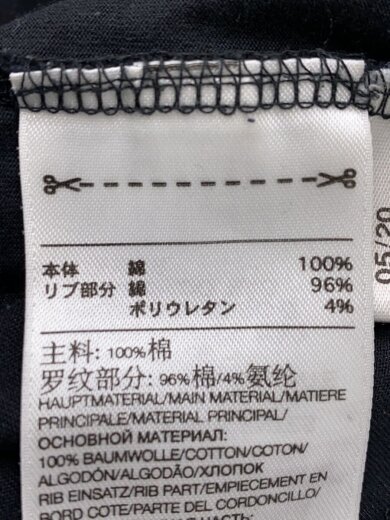 本体 綿 100%
リブ部分 綿 96%
ポリウレタン 4%
主料: 100%棉
罗纹部分: 96%棉/4%氨纶
HAUPTMATERIAL/MAIN MATERIAL/MATIERE
PRINCIPALE/MATERIAL PRINCIPAL/
ОСНОВНОЙ МАТЕРИАЛ:
100% BAUMWOLLE/COTTON/COTON/
ALGODÓN/ALGODÃO/ХЛОПОК
RIB EINSATZ/RIB PART/EMPIECEMENT EN
BORD COTE/PARTE DEL CORDONCILLO/
05/20